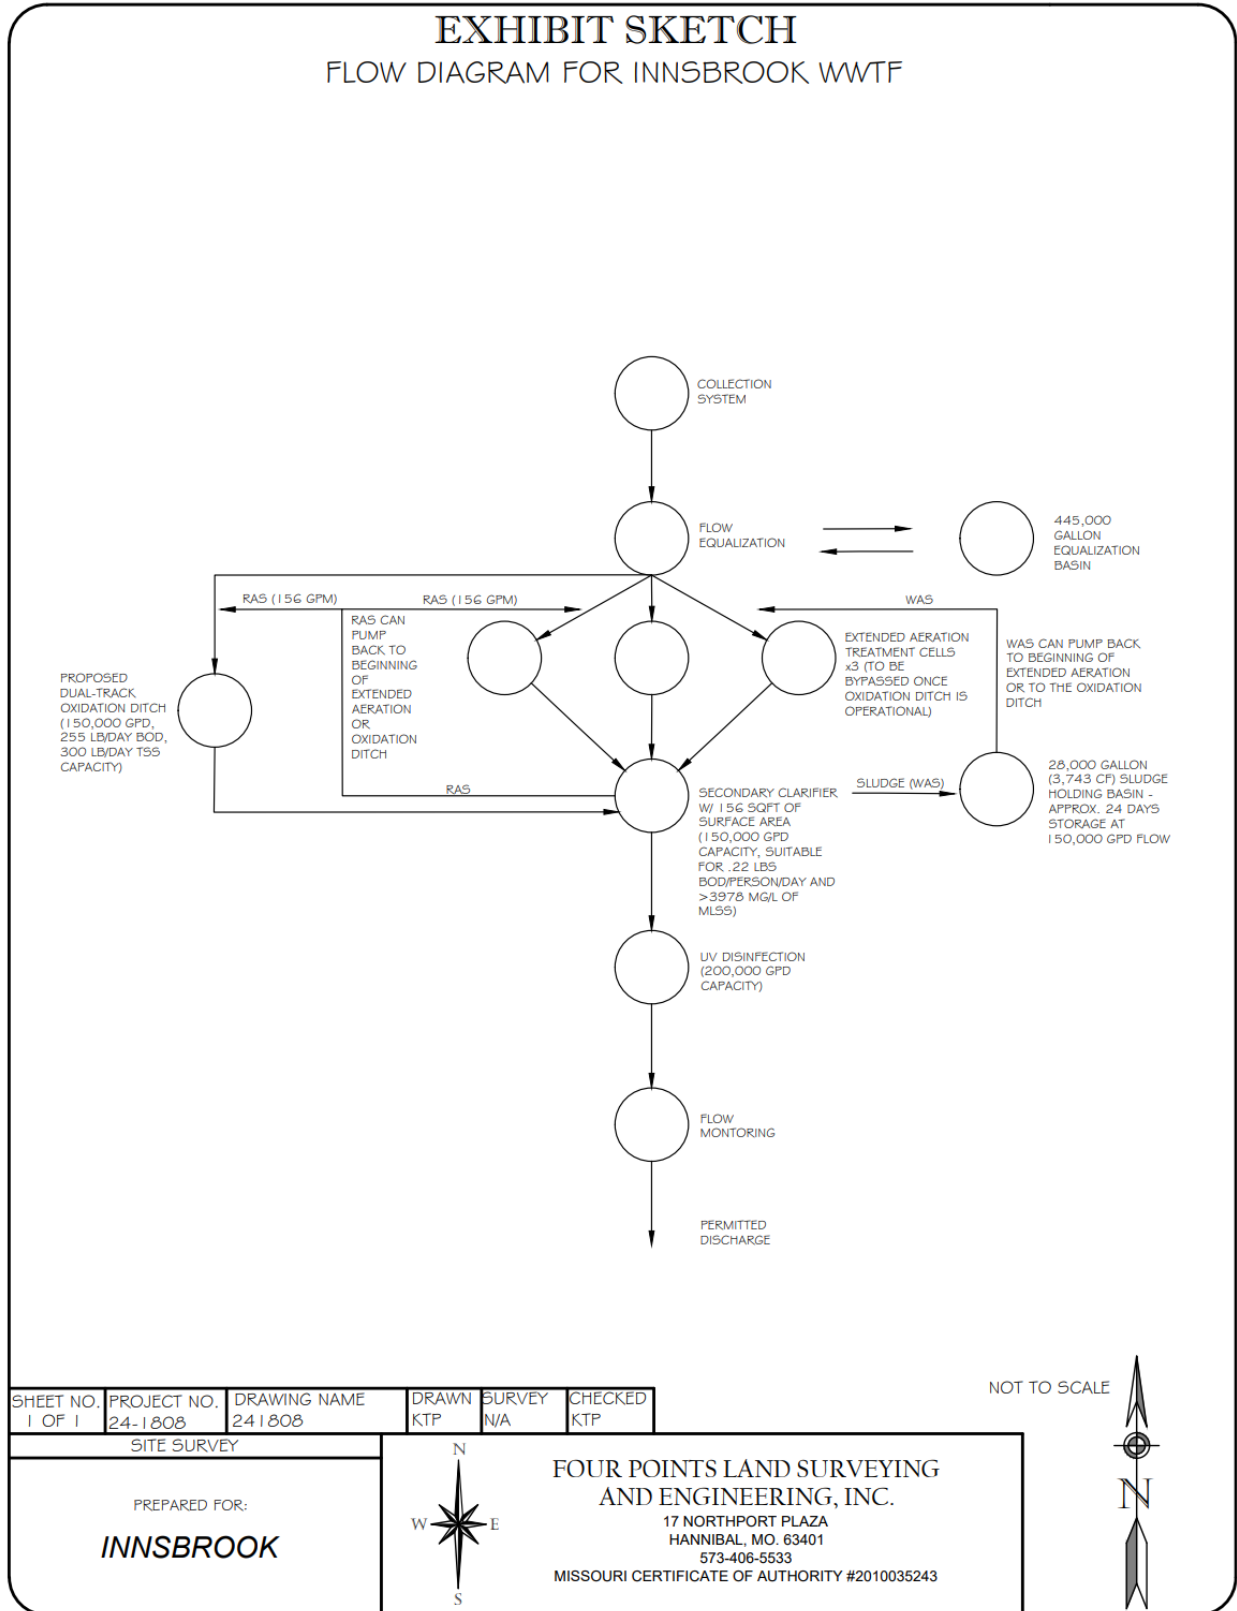 EXHIBIT SKETCH
FLOW DIAGRAM FOR INNSBROOK WWTF
COLLECTION
SYSTEM
FLOW
EQUALIZATION
445,000
GALLON
EQUALIZATION
BASIN
RAS (156 GPM)
RAS (156 GPM)
WAS
RAS CAN
PUMP
BACK TO
BEGINNING
OF
EXTENDED
AERATION
OR
OXIDATION
DITCH
EXTENDED AERATION
TREATMENT CELLS
x3 (TO BE
BYPASSED ONCE
OXIDATION DITCH IS
OPERATIONAL)
WAS CAN PUMP BACK
TO BEGINNING OF
EXTENDED AERATION
OR TO THE OXIDATION
DITCH
PROPOSED
DUAL-TRACK
OXIDATION DITCH
(150,000 GPD,
255 LB/DAY BOD,
300 LB/DAY TSS
CAPACITY)
RAS
SECONDARY CLARIFIER
W/ 156 SQFT OF
SURFACE AREA
(150,000 GPD
CAPACITY, SUITABLE
FOR .22 LBS
BOD/PERSON/DAY AND
>3978 MG/L OF
MLSS)
SLUDGE (WAS)
28,000 GALLON
(3,743 CF) SLUDGE
HOLDING BASIN -
APPROX. 24 DAYS
STORAGE AT
150,000 GPD FLOW
UV DISINFECTION
(200,000 GPD
CAPACITY)
FLOW
MONTORING
PERMITTED
DISCHARGE
NOT TO SCALE
N
SHEET NO.
1 OF 1
PROJECT NO.
24-1808
DRAWING NAME
241808
DRAWN
KTP
SURVEY
N/A
CHECKED
KTP
SITE SURVEY
PREPARED FOR:
INNSBROOK
N
W E
S
FOUR POINTS LAND SURVEYING
AND ENGINEERING, INC.
17 NORTHPORT PLAZA
HANNIBAL, MO. 63401
573-406-5533
MISSOURI CERTIFICATE OF AUTHORITY #2010035243